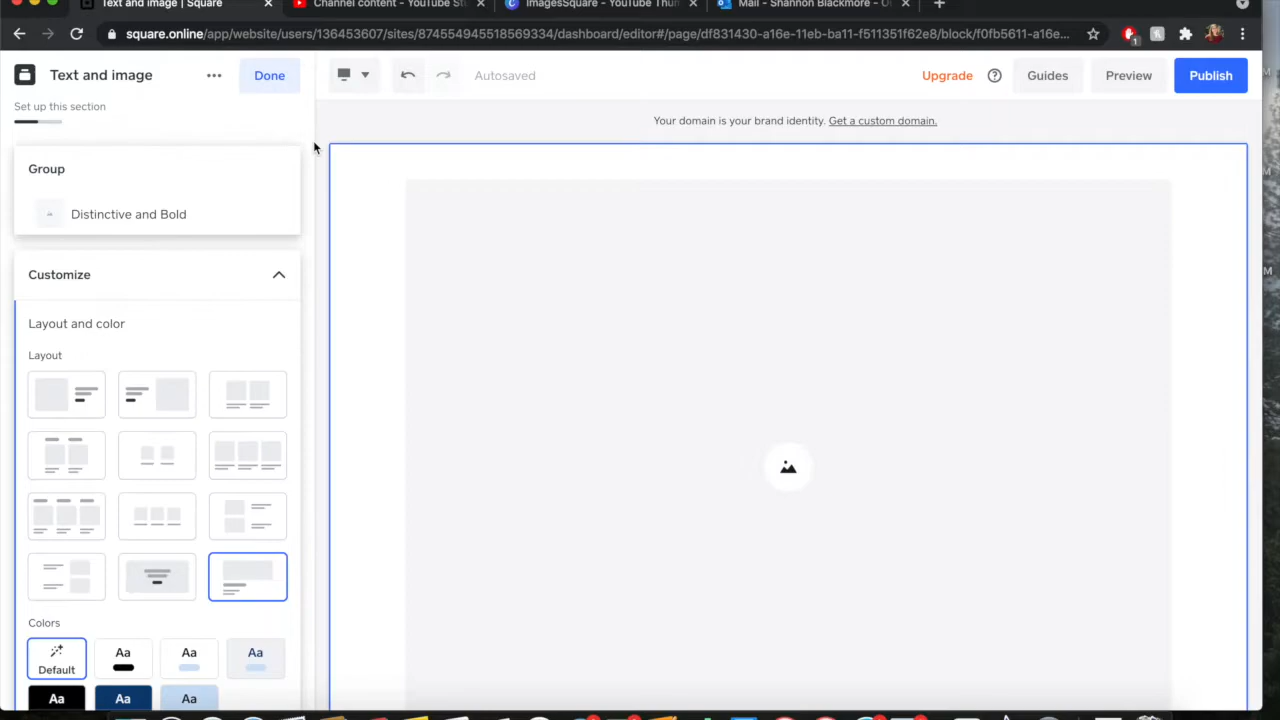 Text and image | Square
Channel content - YouTube St
ImagesSquare - YouTube Thu
Mail - Shannon Blackmore - O
square.online/app/website/users/136453607/sites/874554945518569334/dashboard/editor#/page/df831430-a16e-11eb-ba11-f511351f62e8/block/f0fb5611-a16e...
1
Text and image
Done
Autosaved
Upgrade
Guides
Preview
Publish
Set up this section
Your domain is your brand identity. Get a custom domain.
Group
Distinctive and Bold
Customize
Layout and color
Layout
Colors
Default
Aa
Aa
Aa
Aa
Aa
Aa